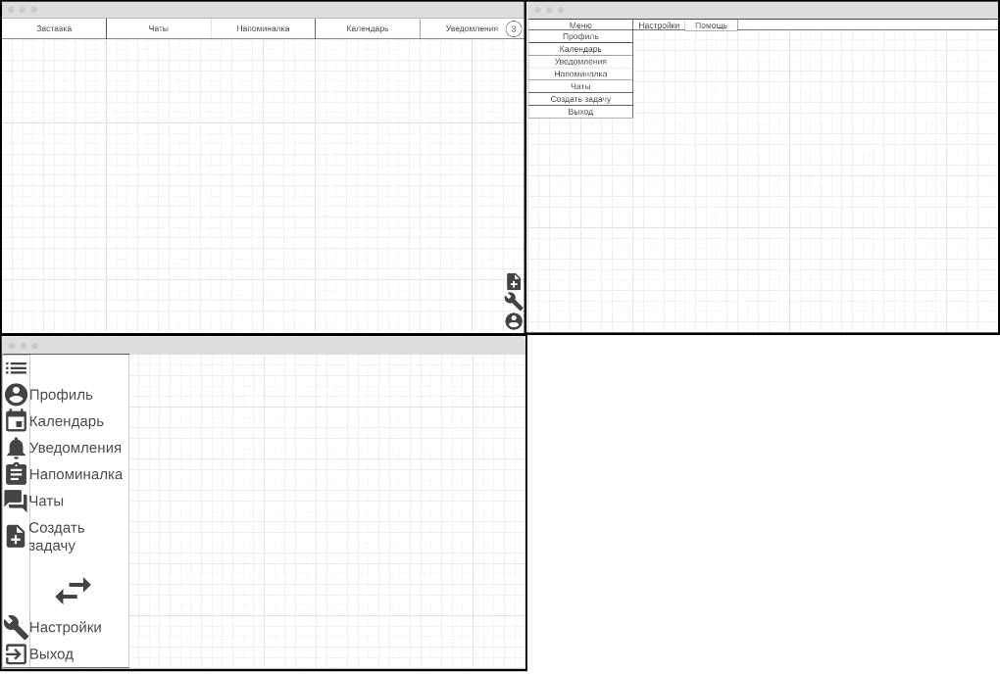 Заставка
Чаты
Напоминалка
Календарь
Уведомления
3
Меню
Настройки
Помощь
Профиль
Календарь
Уведомления
Напоминалка
Чаты
Создать задачу
Выход
Профиль
Календарь
Уведомления
Напоминалка
Чаты
Создать
задачу
Настройки
Выход